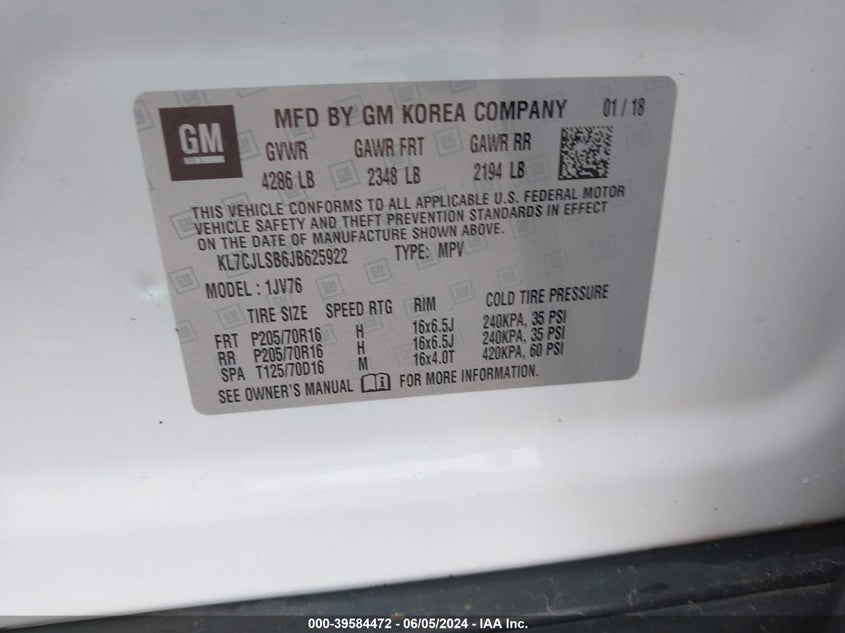 GM
MFD BY GM KOREA COMPANY 01 / 18
GVWR GAWR FRT GAWR RR
4286 LB 2348 LB 2194 LB
THIS VEHICLE CONFORMS TO ALL APPLICABLE U.S. FEDERAL MOTOR
VEHICLE SAFETY AND THEFT PREVENTION STANDARDS IN EFFECT
ON THE DATE OF MANUFACTURE SHOWN ABOVE.
KL7CJLSB6JB625922 TYPE: MPV
MODEL : 1JV76
TIRE SIZE SPEED RTG RIM COLD TIRE PRESSURE
FRT P205/70R16 H 16x6.5J 240KPA, 35 PSI
RR P205/70R16 H 16x6.5J 240KPA, 35 PSI
SPA T125/70D16 M 16x4.0T 420KPA, 60 PSI
SEE OWNER'S MANUAL FOR MORE INFORMATION.
000-39584472 - 06/05/2024 - IAA Inc.